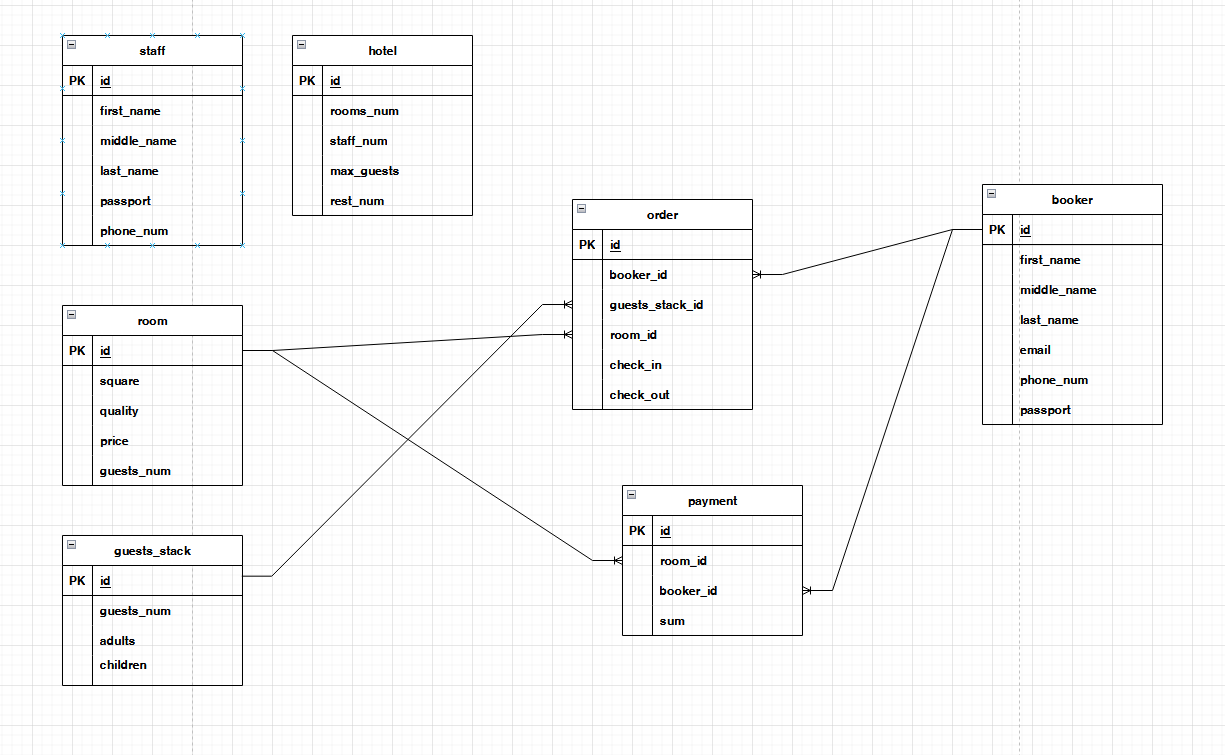 staff
PK id
first_name
middle_name
last_name
passport
phone_num
hotel
PK id
rooms_num
staff_num
max_guests
rest_num
order
PK id
booker_id
guests_stack_id
room_id
check_in
check_out
booker
PK id
first_name
middle_name
last_name
email
phone_num
passport
room
PK id
square
quality
price
guests_num
payment
PK id
room_id
booker_id
sum
guests_stack
PK id
guests_num
adults
children